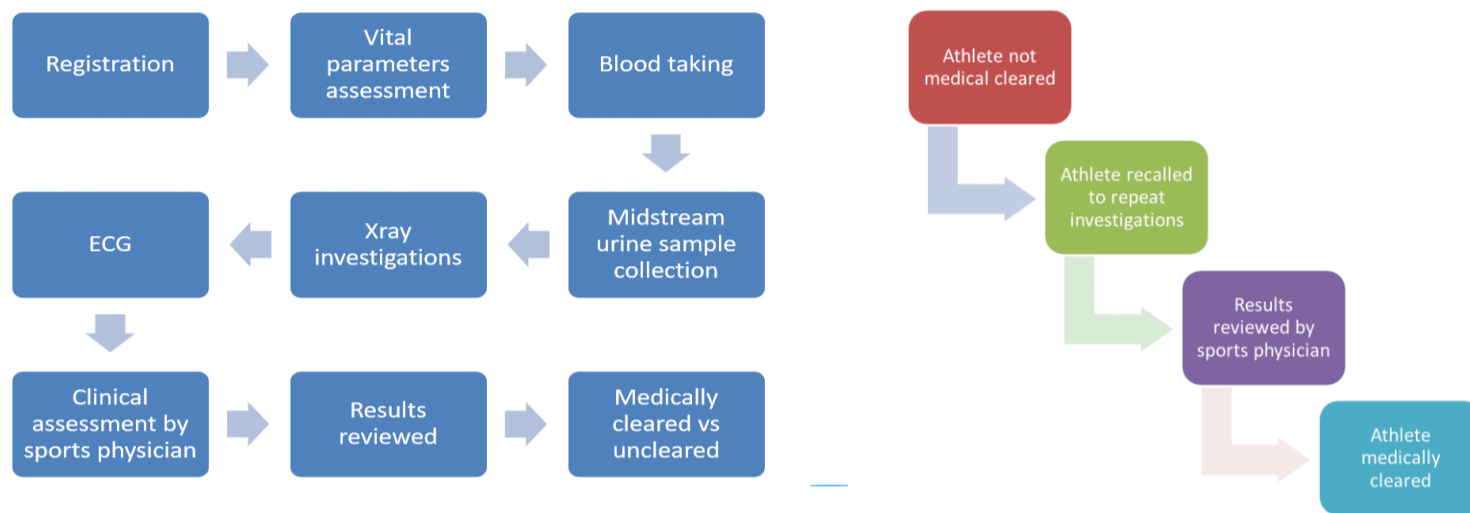 Registration
Vital
parameters
assessment
Blood taking
Midstream
urine sample
collection
Xray
investigations
ECG
Clinical
assessment by
sports physician
Results
reviewed
Medically
cleared vs
uncleared
Athlete not
medical cleared
Athlete recalled
to repeat
investigations
Results
reviewed by
sports physician
Athlete
medically
cleared